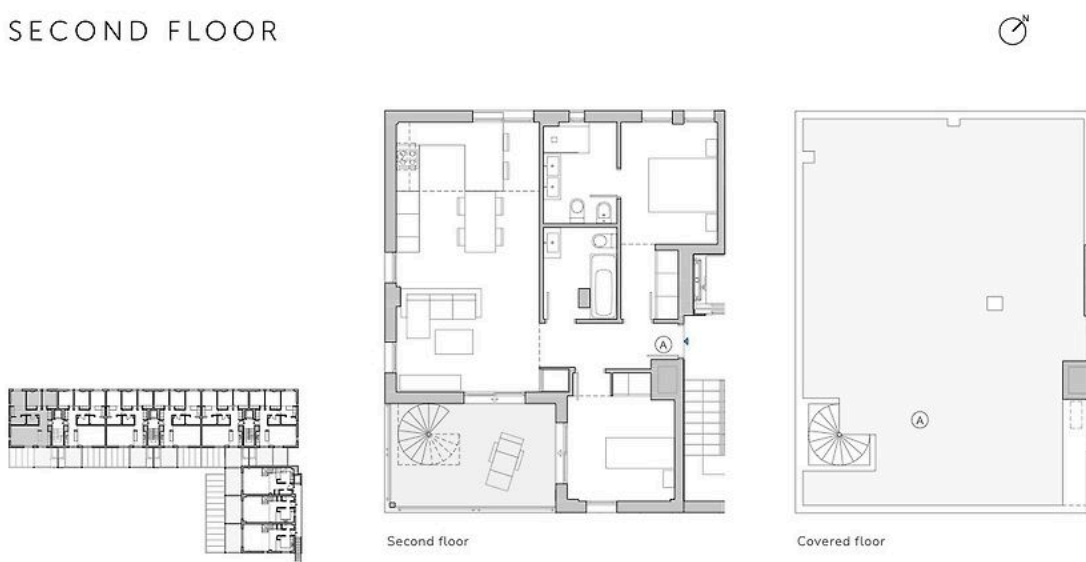 SECOND FLOOR
N
A
A
Second floor
Covered floor